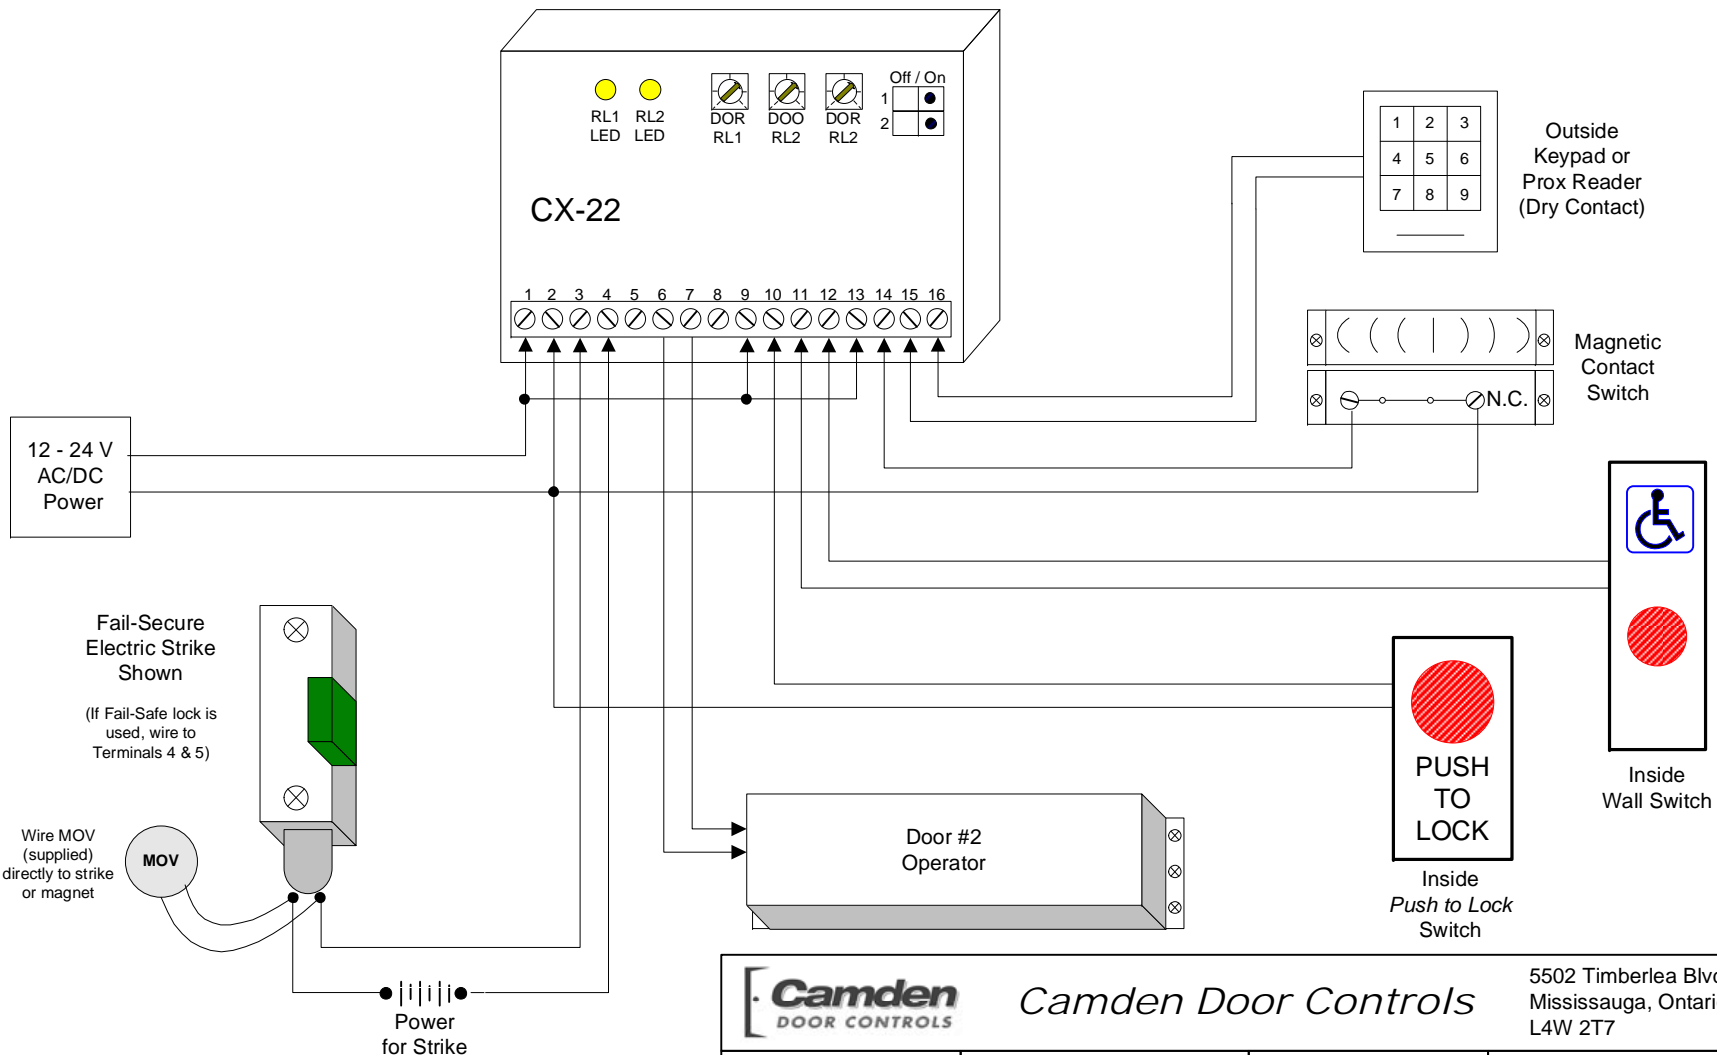 Off / On
1
2
RL1 LED
RL2 LED
DOR RL1
DOO RL2
DOR RL2
CX-22
1 2 3 4 5 6 7 8 9 10 11 12 13 14 15 16
1 2 3
4 5 6
7 8 9
Outside
Keypad or
Prox Reader
(Dry Contact)
N.C.
Magnetic
Contact
Switch
12 - 24 V
AC/DC
Power
Fail-Secure
Electric Strike
Shown
(If Fail-Safe lock is
used, wire to
Terminals 4 & 5)
Wire MOV
(supplied)
directly to strike
or magnet
MOV
Power
for Strike
Door #2
Operator
PUSH
TO
LOCK
Inside
Push to Lock
Switch
Inside
Wall Switch
Camden
DOOR CONTROLS
Camden Door Controls
5502 Timberlea Blvd
Mississauga, Ontari
L4W 2T7